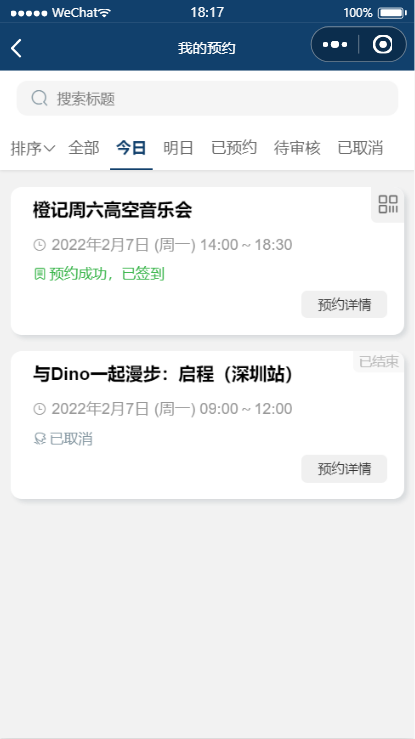 WeChat
18:17
100%
我的预约
搜索标题
排序 全部 今日 明日 已预约 待审核 已取消
橙记周六高空音乐会
2022年2月7日 (周一) 14:00 ~ 18:30
预约成功，已签到
预约详情
已结束
与Dino一起漫步：启程（深圳站）
2022年2月7日 (周一) 09:00 ~ 12:00
已取消
预约详情